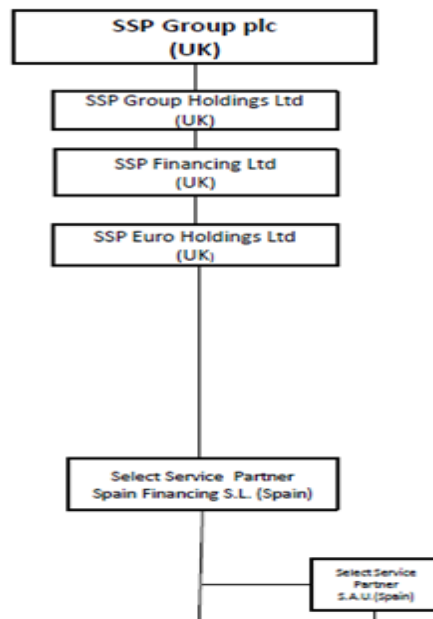 SSP Group plc
(UK)
SSP Group Holdings Ltd
(UK)
SSP Financing Ltd
(UK)
SSP Euro Holdings Ltd
(UK)
Select Service Partner
Spain Financing S.L. (Spain)
Select Service
Partner
S.A.U.(Spain)